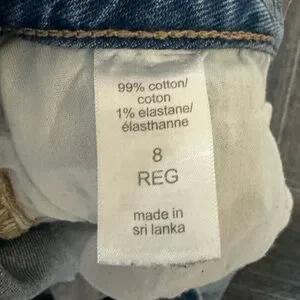 99% cotton/
coton
1% elastane/
élasthanne
8
REG
made in
sri lanka